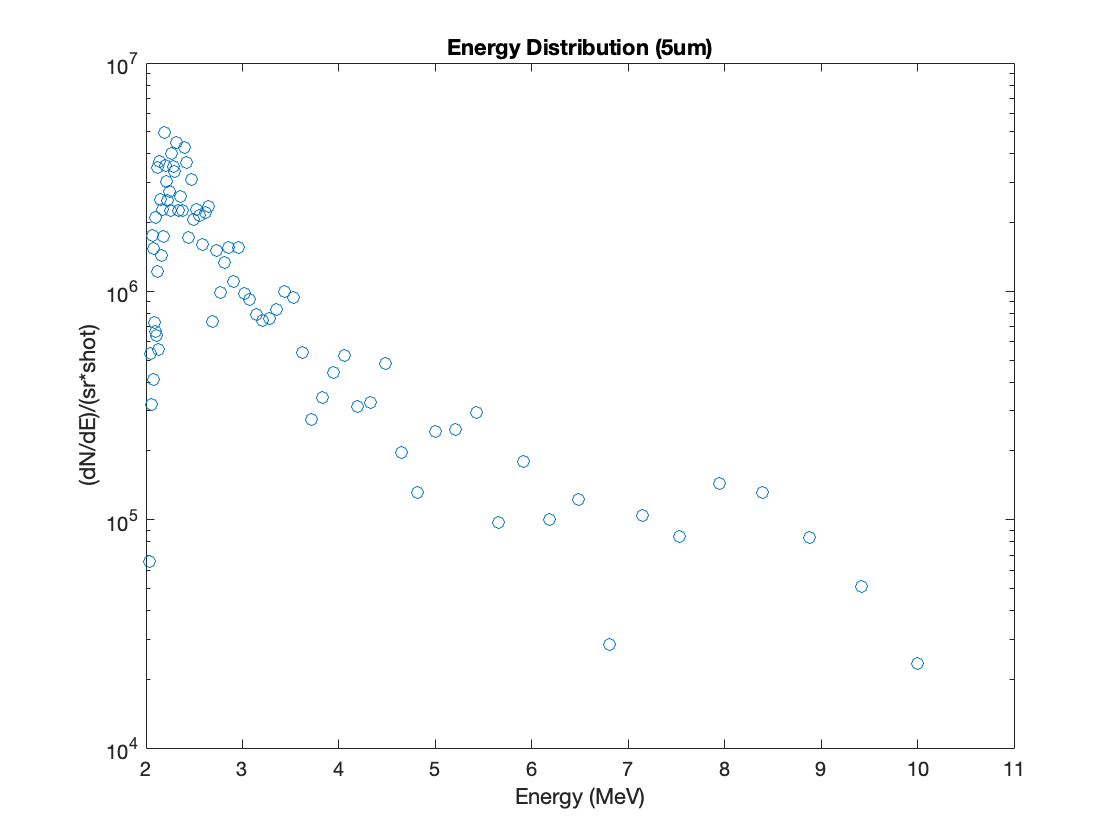 Energy Distribution (5um)
10^7
10^6
10^5
10^4
(dN/dE)/(sr*shot)
2 3 4 5 6 7 8 9 10 11
Energy (MeV)